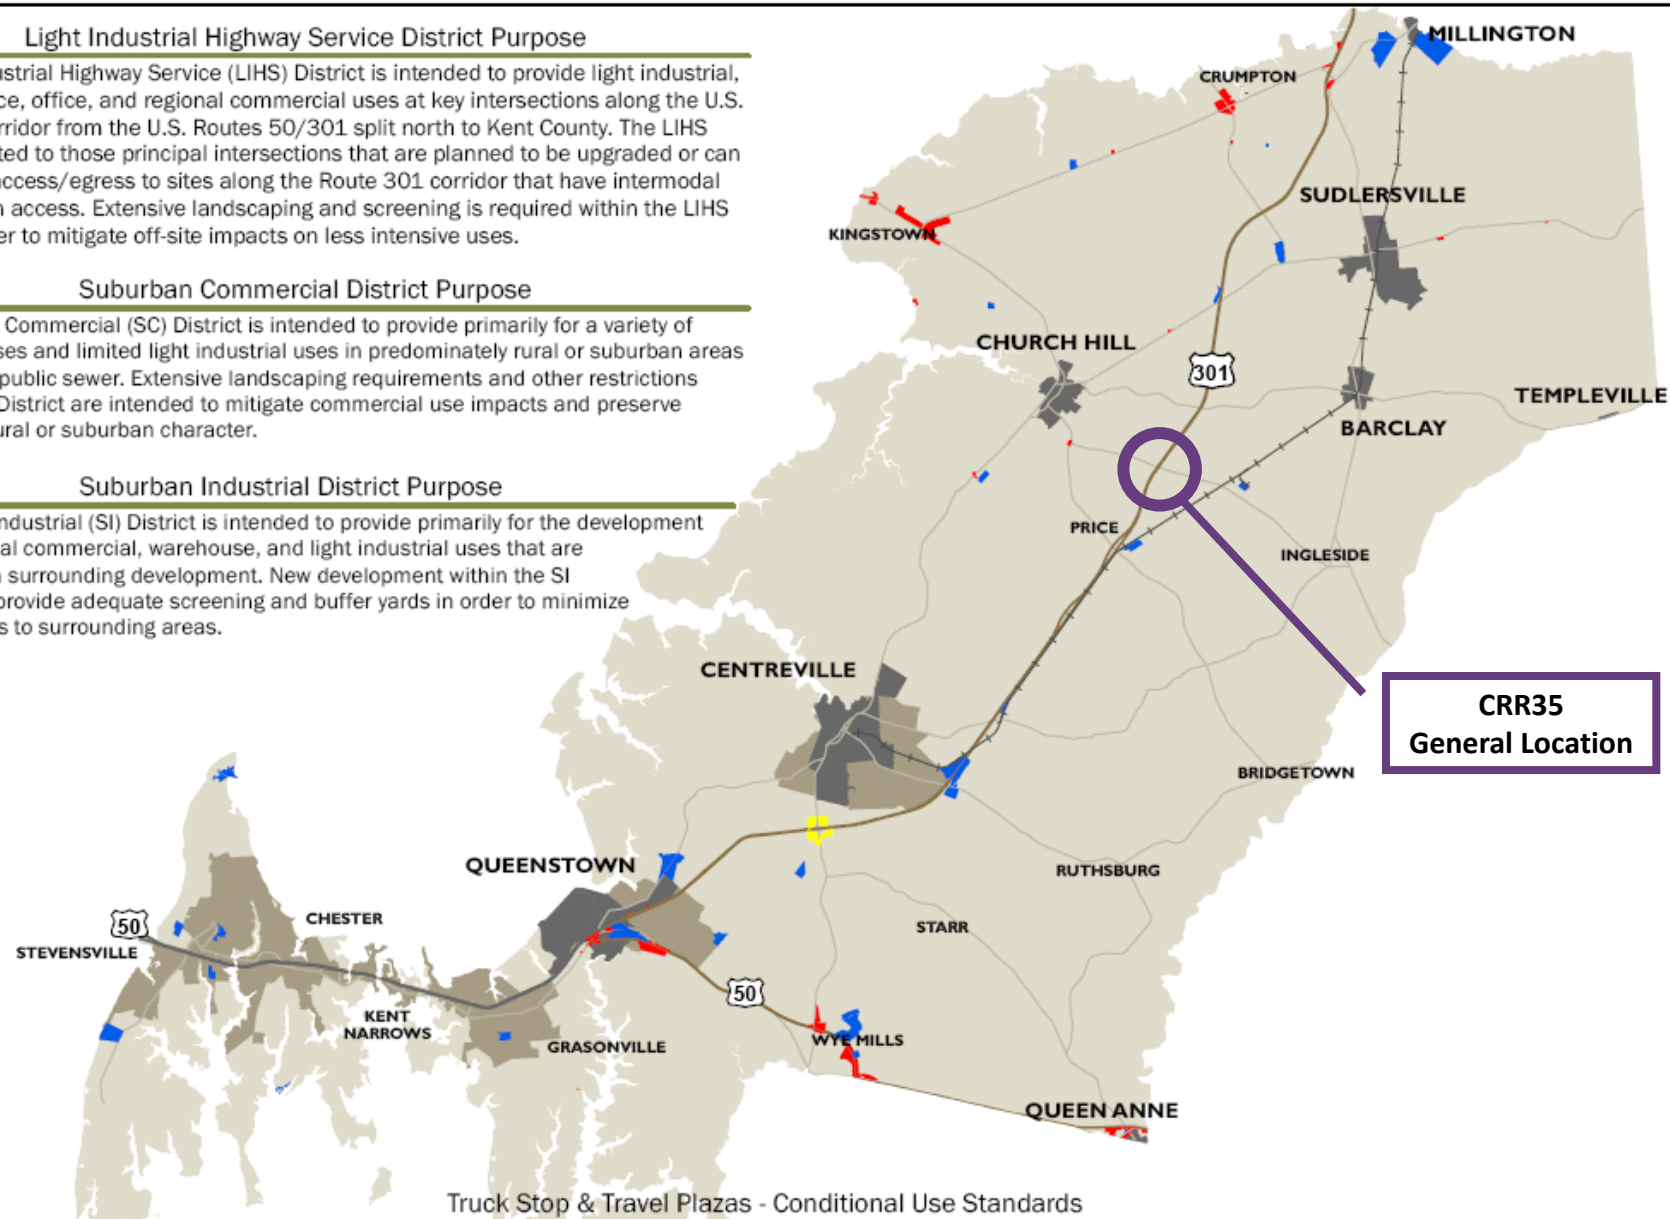 Light Industrial Highway Service District Purpose
ustrial Highway Service (LIHS) District is intended to provide light industrial,
ce, office, and regional commercial uses at key intersections along the U.S.
rridor from the U.S. Routes 50/301 split north to Kent County. The LIHS
ted to those principal intersections that are planned to be upgraded or can
access/egress to sites along the Route 301 corridor that have intermodal
n access. Extensive landscaping and screening is required within the LIHS
er to mitigate off-site impacts on less intensive uses.
Suburban Commercial District Purpose
Commercial (SC) District is intended to provide primarily for a variety of
ses and limited light industrial uses in predominately rural or suburban areas
public sewer. Extensive landscaping requirements and other restrictions
District are intended to mitigate commercial use impacts and preserve
ural or suburban character.
Suburban Industrial District Purpose
ndustrial (SI) District is intended to provide primarily for the development
al commercial, warehouse, and light industrial uses that are
n surrounding development. New development within the SI
provide adequate screening and buffer yards in order to minimize
s to surrounding areas.
MILLINGTON
CRUMPTON
SUDLERSVILLE
KINGSTOWN
CHURCH HILL
301
TEMPLEVILLE
BARCLAY
PRICE
INGLESIDE
CENTREVILLE
CRR35
General Location
BRIDGETOWN
QUEENSTOWN
RUTHSBURG
50
CHESTER
STARR
STEVENSVILLE
50
KENT
NARROWS
GRASONVILLE
WYE MILLS
QUEEN ANNE
Truck Stop & Travel Plazas - Conditional Use Standards